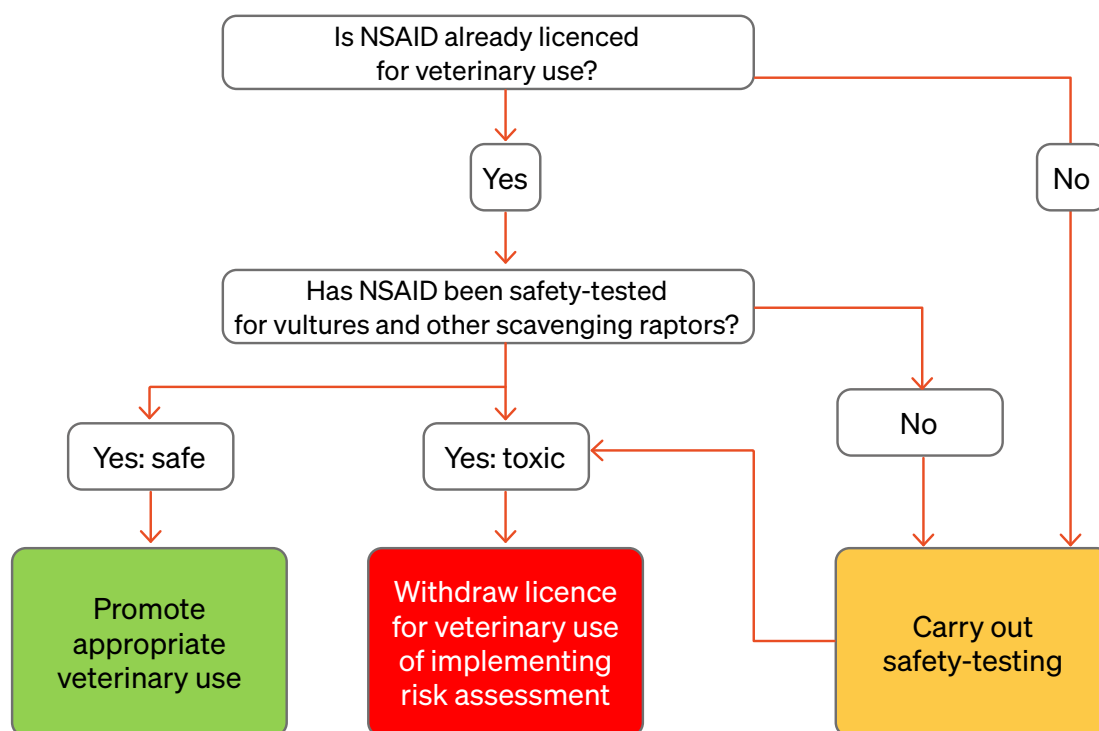 Is NSAID already licenced
for veterinary use?
Yes
No
Has NSAID been safety-tested
for vultures and other scavenging raptors?
No
Yes: safe
Yes: toxic
Promote
appropriate
veterinary use
Withdraw licence
for veterinary use
of implementing
risk assessment
Carry out
safety-testing